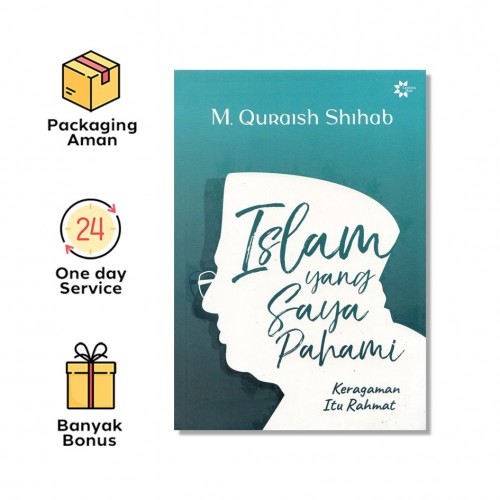 Packaging
Aman
24
One day
Service
Banyak
Bonus
M. Quraish Shihab
Islam
yang
Saya
Pahami
Keragaman
Itu Rahmat